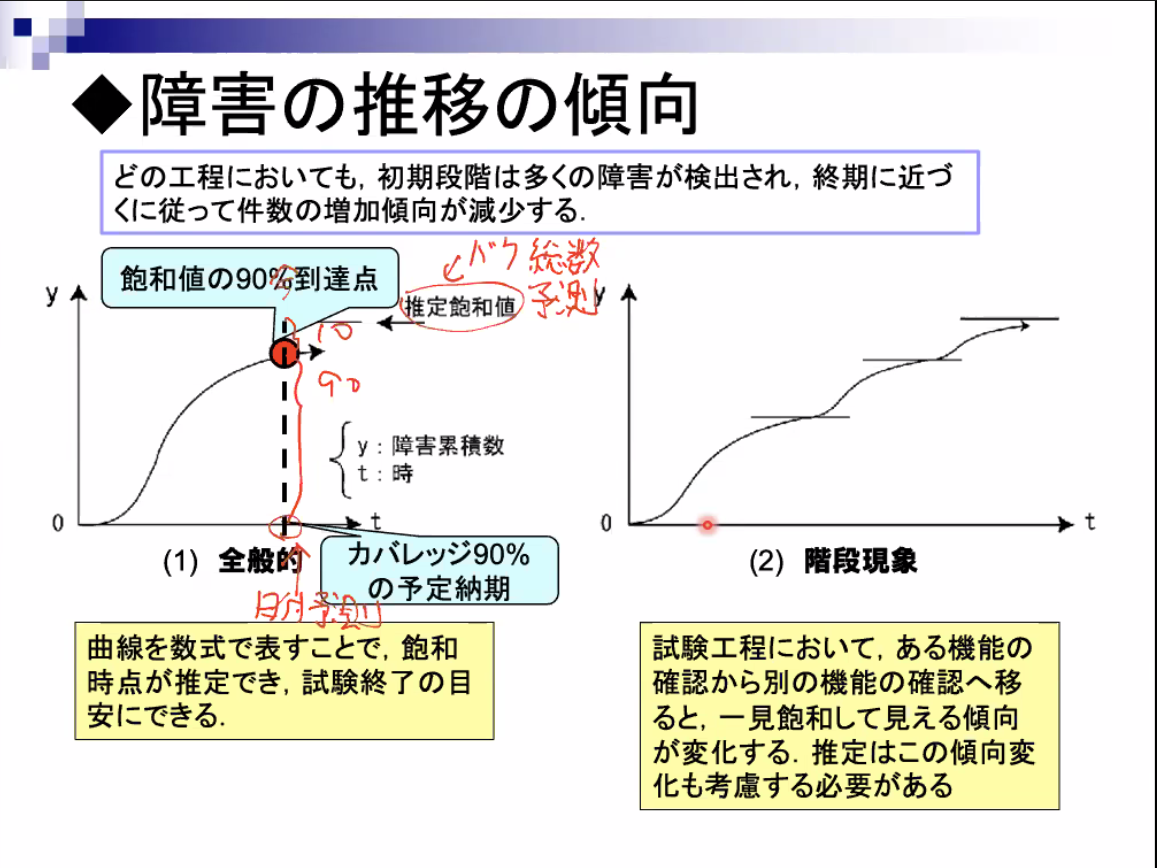 ◆障害の推移の傾向
どの工程においても，初期段階は多くの障害が検出され，終期に近づ
くに従って件数の増加傾向が減少する．
飽和値の90%到達点
バグ総数
予測
推定飽和値
y
10
90
y：障害累積数
t：時
0
t
(1) 全般的
カバレッジ90%
の予定納期
日付予測
曲線を数式で表すことで，飽和
時点が推定でき，試験終了の目
安にできる．
y
0
t
(2) 階段現象
試験工程において，ある機能の
確認から別の機能の確認へ移
ると，一見飽和して見える傾向
が変化する．推定はこの傾向変
化も考慮する必要がある